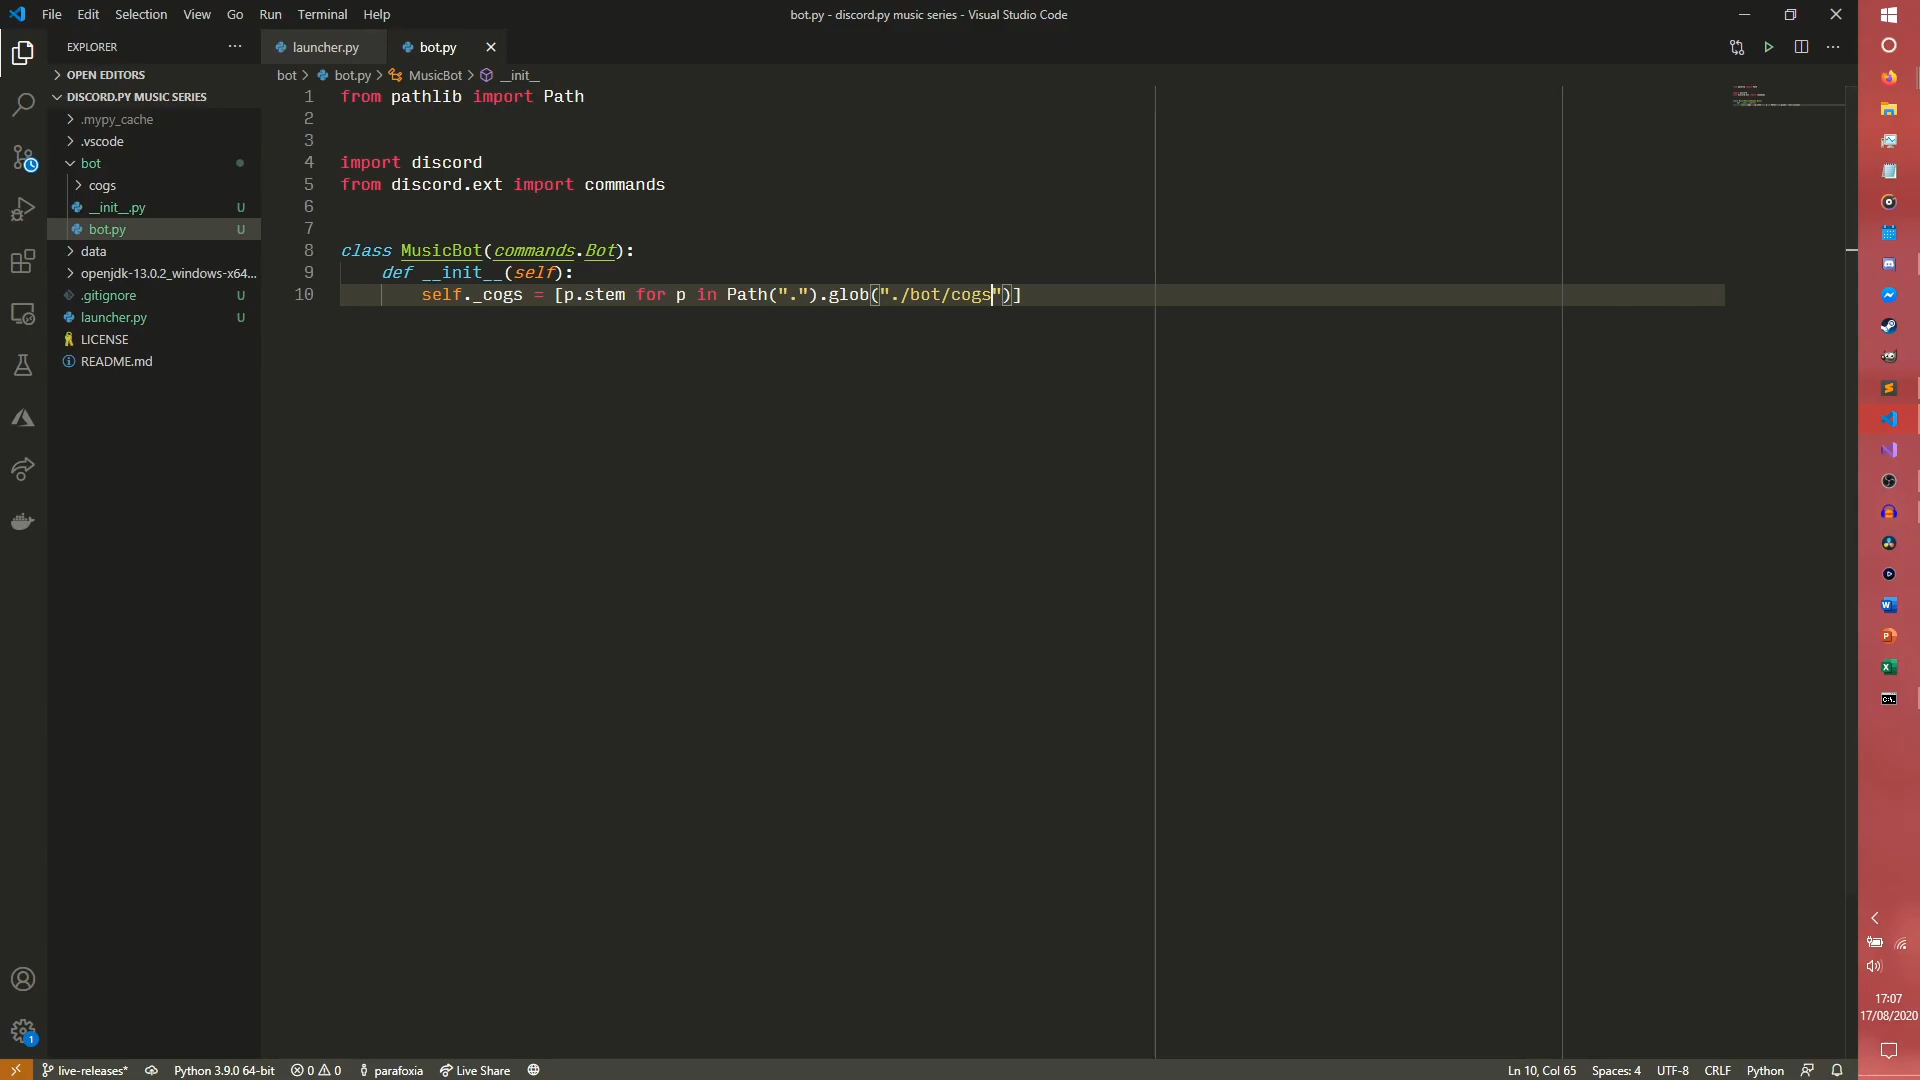 File Edit Selection View Go Run Terminal Help
bot.py - discord.py music series - Visual Studio Code
EXPLORER
launcher.py
bot.py
OPEN EDITORS
DISCORD.PY MUSIC SERIES
.mypy_cache
.vscode
bot
cogs
__init__.py U
bot.py U
data
openjdk-13.0.2_windows-x64...
.gitignore U
launcher.py U
LICENSE
README.md
bot > bot.py > MusicBot > __init__
1 from pathlib import Path
2
3
4 import discord
5 from discord.ext import commands
6
7
8 class MusicBot(commands.Bot):
9 def __init__(self):
10 self._cogs = [p.stem for p in Path(".").glob("./bot/cogs")]
1
live-releases* Python 3.9.0 64-bit 0 0 parafoxia Live Share
Ln 10, Col 65 Spaces: 4 UTF-8 CRLF Python
17:07
17/08/2020